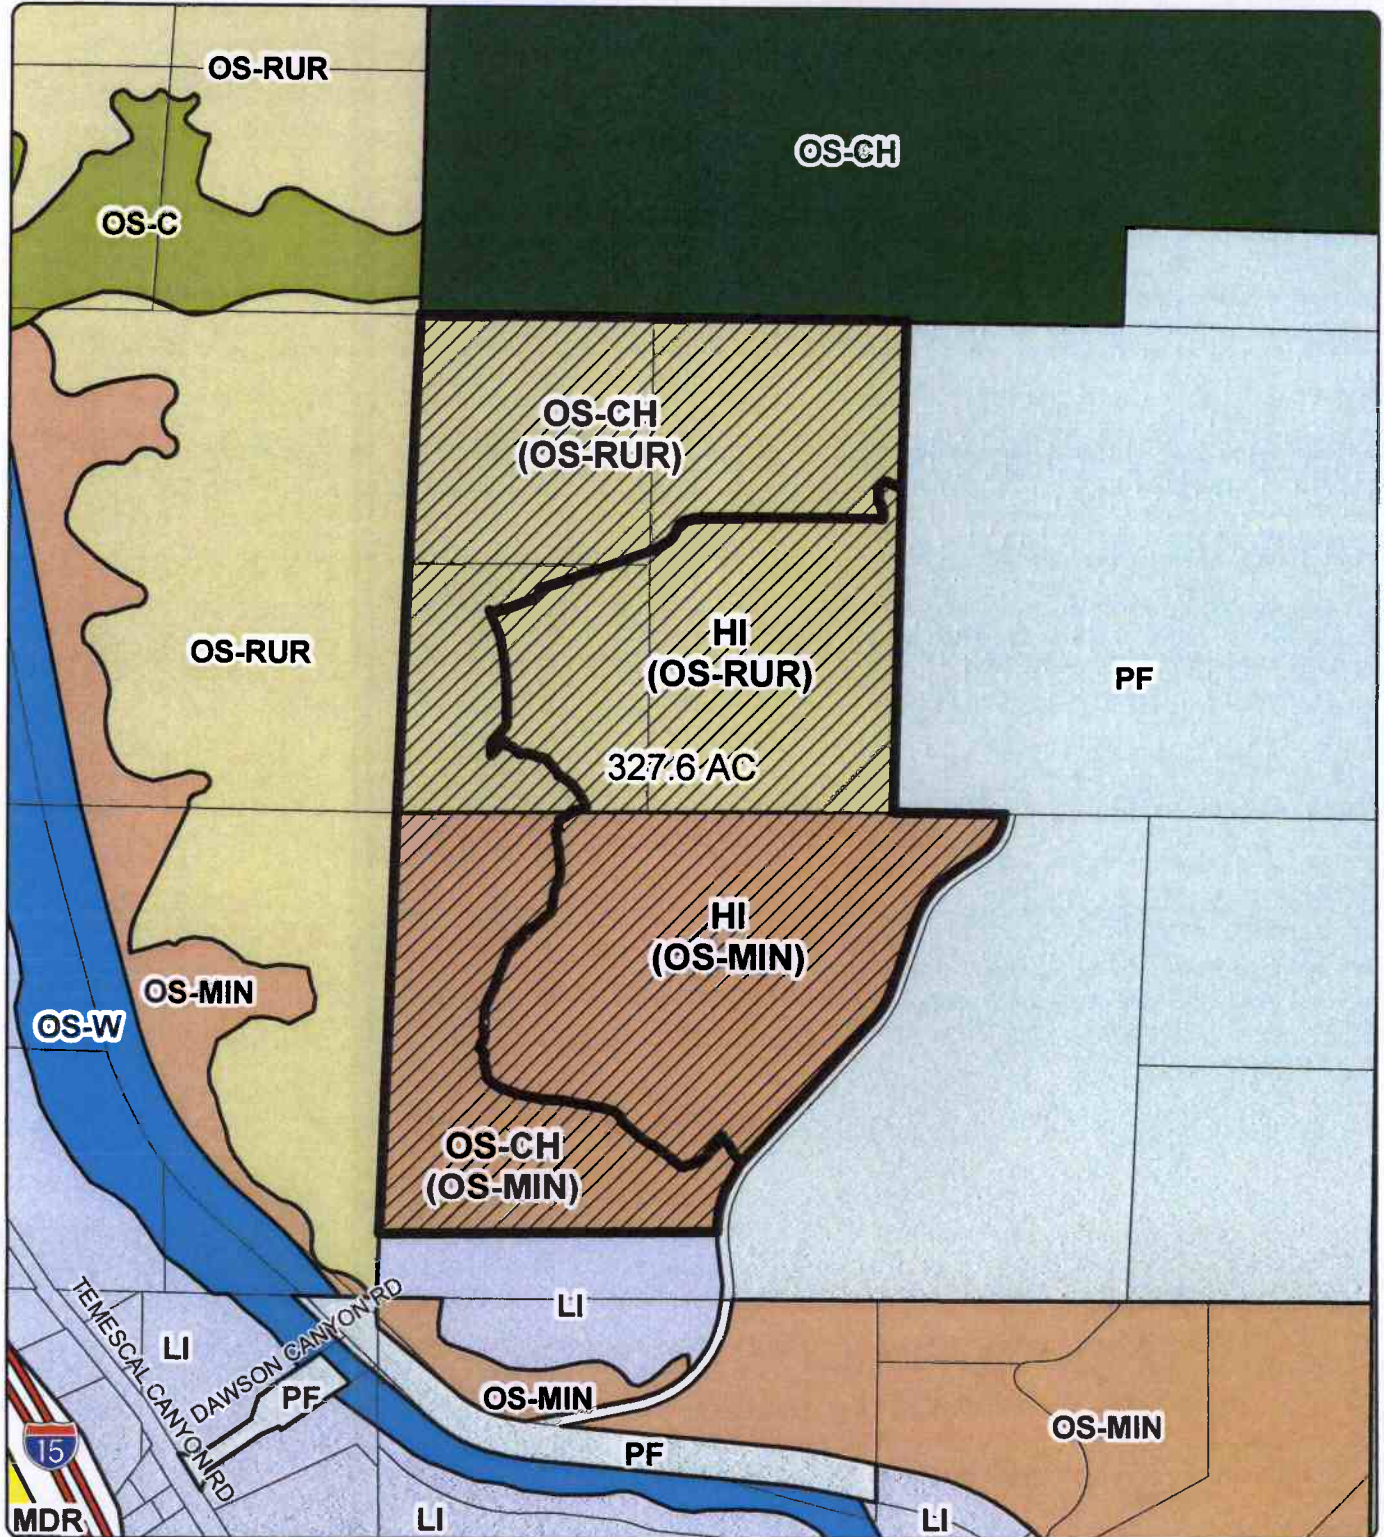 OS-RUR
OS-CH
OS-C
OS-CH
(OS-RUR)
HI
(OS-RUR)
OS-RUR
PF
327.6 AC
HI
(OS-MIN)
OS-MIN
OS-W
OS-CH
(OS-MIN)
LI
TEMESCAL CANYON RD
DAWSON CANYON RD
LI
PF
OS-MIN
OS-MIN
15
PF
MDR
LI
LI